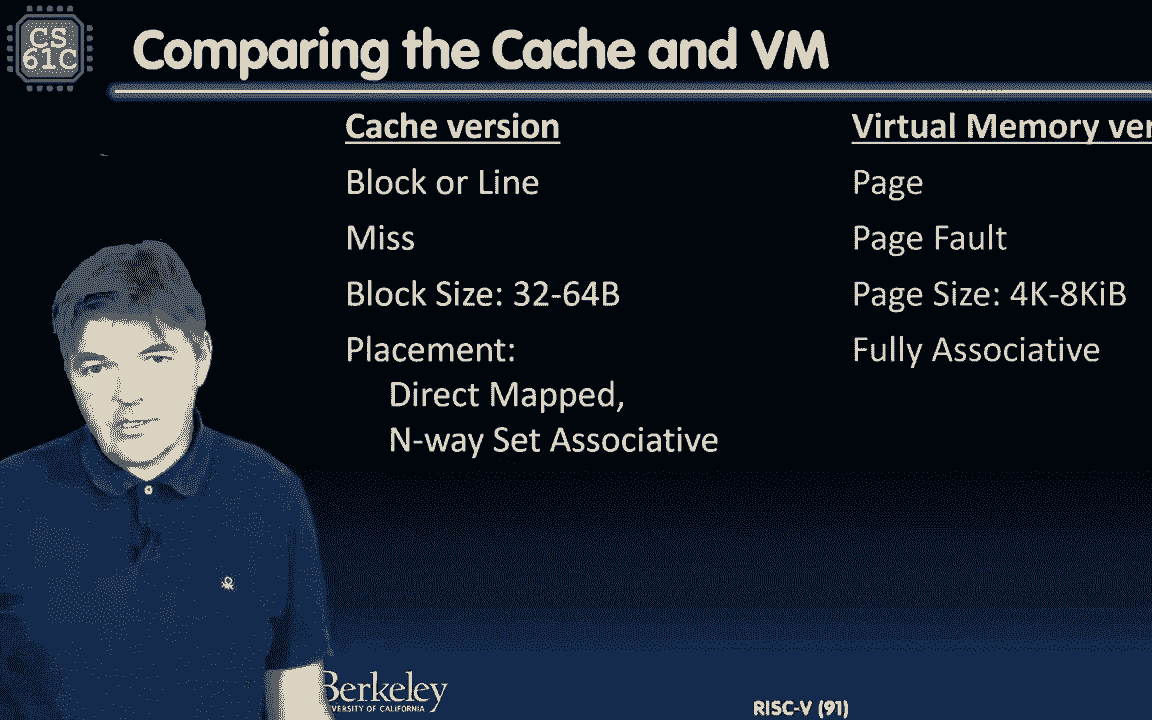 CS
61C
Comparing the Cache and VM
Cache version
Virtual Memory ver
Block or Line
Page
Miss
Page Fault
Block Size: 32-64B
Page Size: 4K-8KiB
Placement:
Fully Associative
Direct Mapped,
N-way Set Associative
Berkeley
UNIVERSITY OF CALIFORNIA
RISC-V (91)